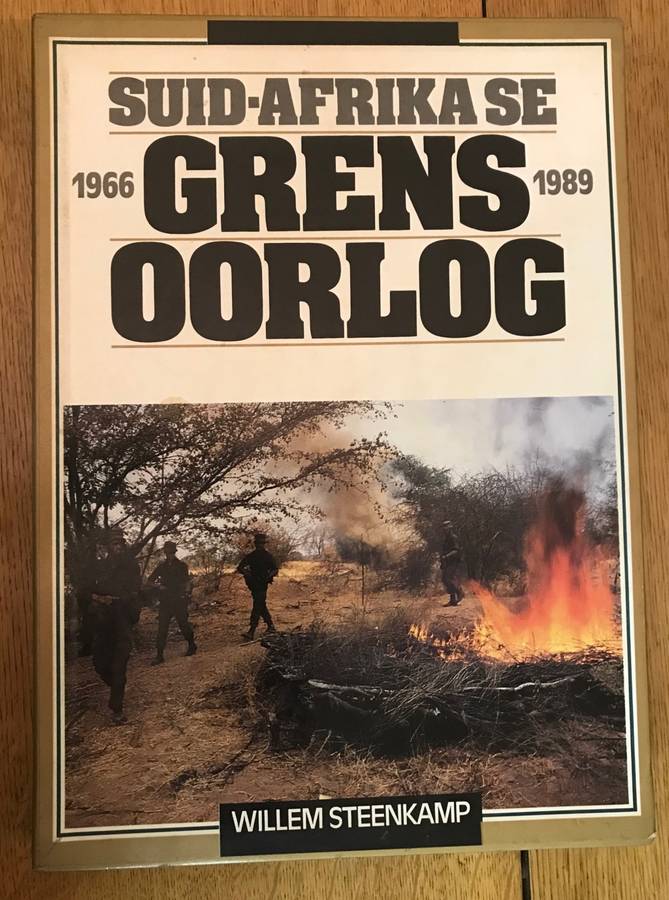 SUID-AFRIKA SE
1966 GRENS 1989
OORLOG
WILLEM STEENKAMP